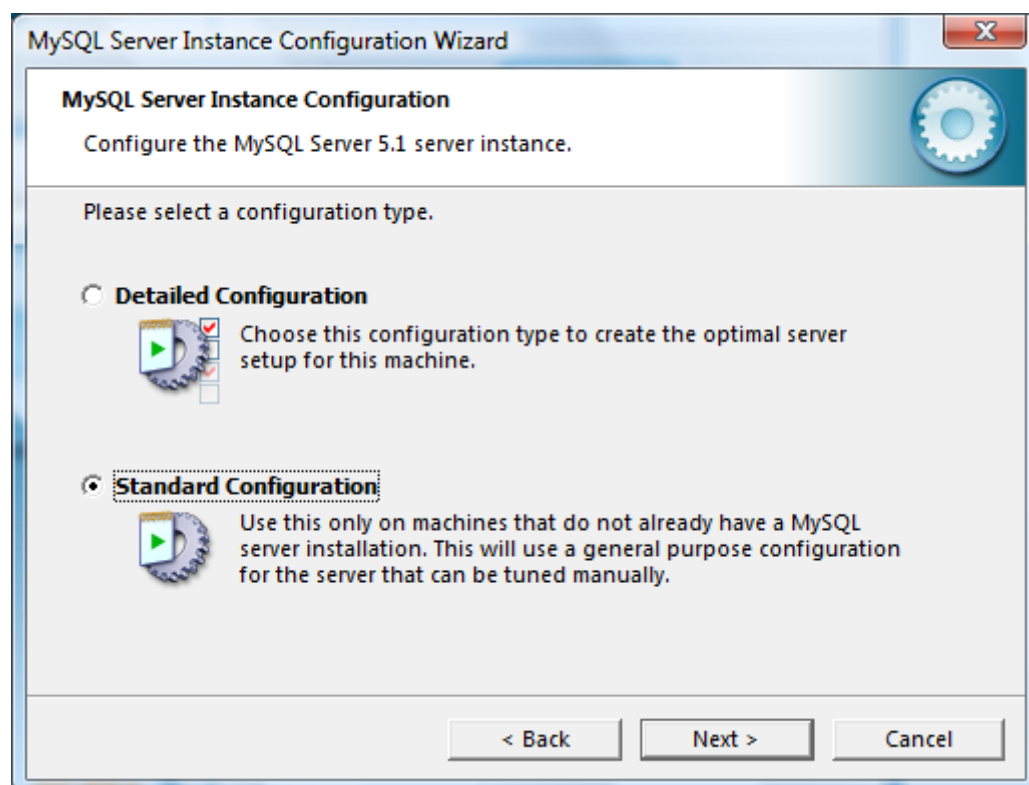 MySQL Server Instance Configuration Wizard
MySQL Server Instance Configuration
Configure the MySQL Server 5.1 server instance.
Please select a configuration type.
Detailed Configuration
Choose this configuration type to create the optimal server
setup for this machine.
Standard Configuration
Use this only on machines that do not already have a MySQL
server installation. This will use a general purpose configuration
for the server that can be tuned manually.
< Back Next > Cancel